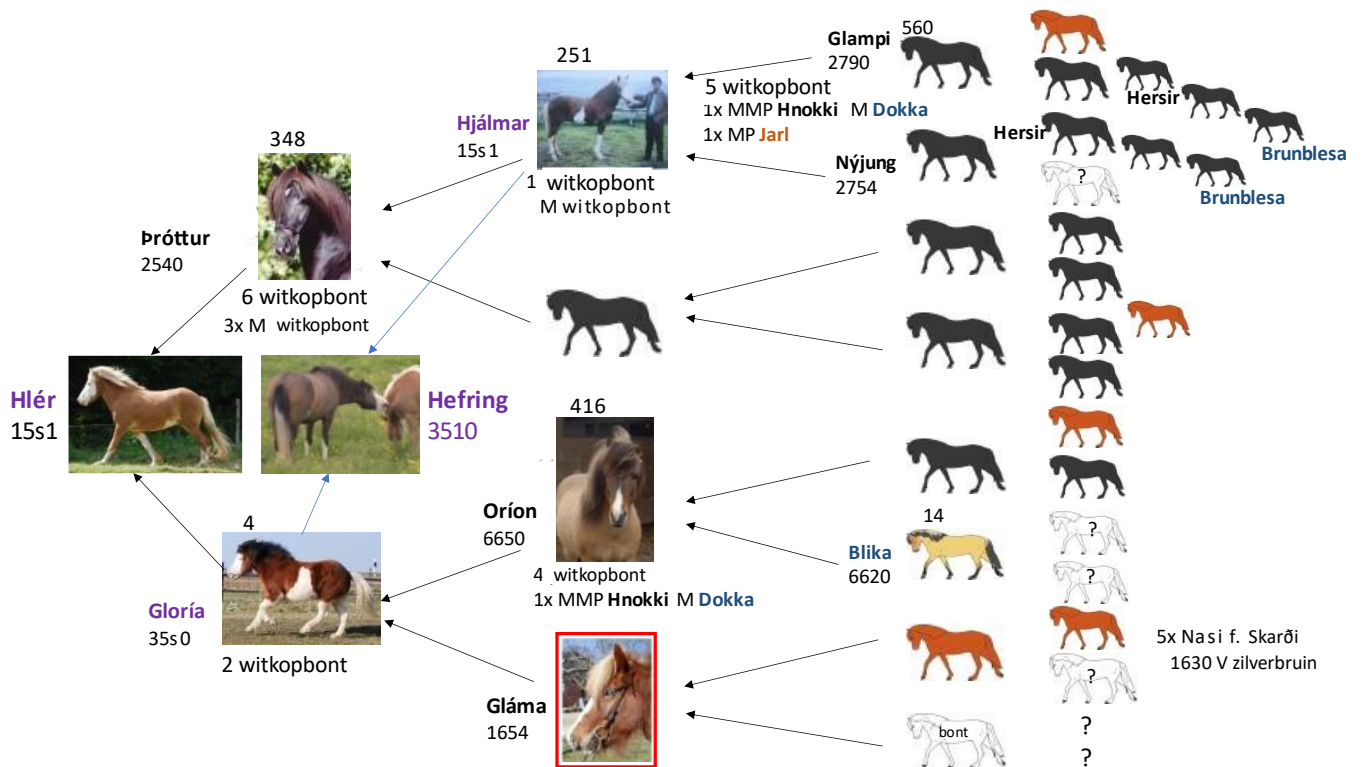 Glampi
560
2790
251
5 witkopbont
1x MMP Hnokki M Dokka
1x MP Jarl
Hersir
Hersir
Brunblesa
Brunblesa
Hjálmar
15s1
348
Nýjung
2754
?
1 witkopbont
M witkopbont
Þróttur
2540
6 witkopbont
3x M witkopbont
Hlér
15s1
Hefring
3510
416
Oríon
6650
4 witkopbont
1x MMP Hnokki M Dokka
14
Blika
6620
?
?
4
Gloría
35s0
2 witkopbont
Gláma
1654
5x Nasi f. Skarði
1630 V zilverbruin
?
bont
?
?